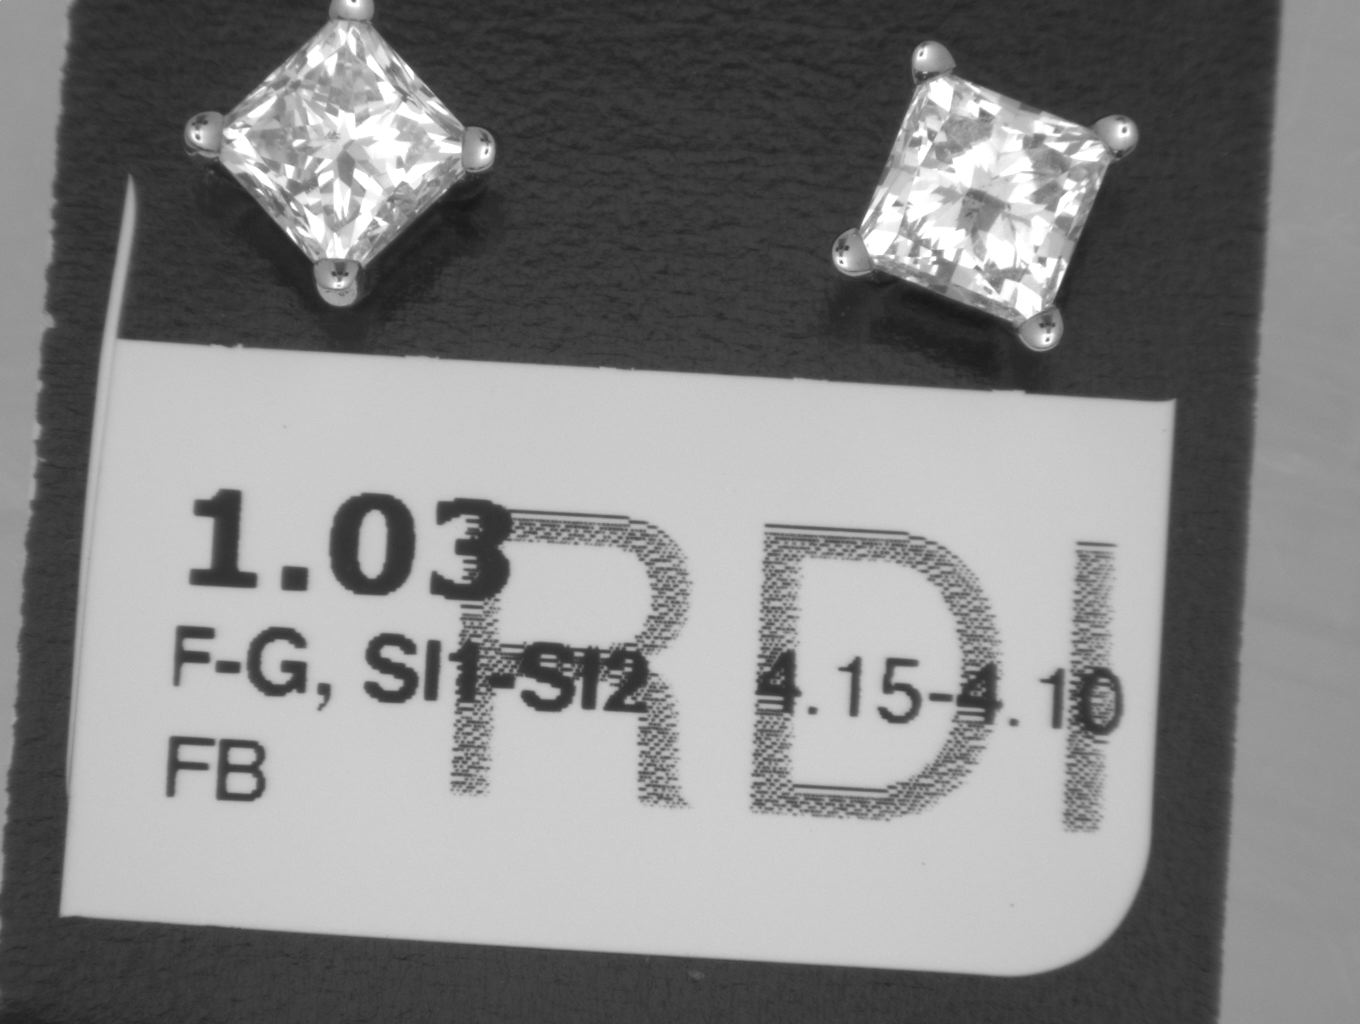 1.03
RDI
F-G, SI1-SI2 4.15-4.10
FB